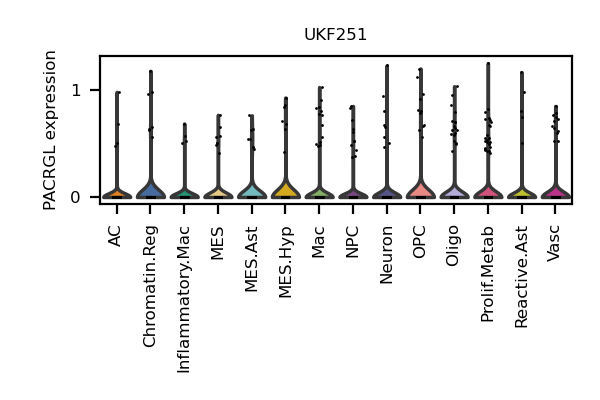 UKF251
PACRGL expression
1
0
AC
Chromatin.Reg
Inflammatory.Mac
MES
MES.Ast
MES.Hyp
Mac
NPC
Neuron
OPC
Oligo
Prolif.Metab
Reactive.Ast
Vasc